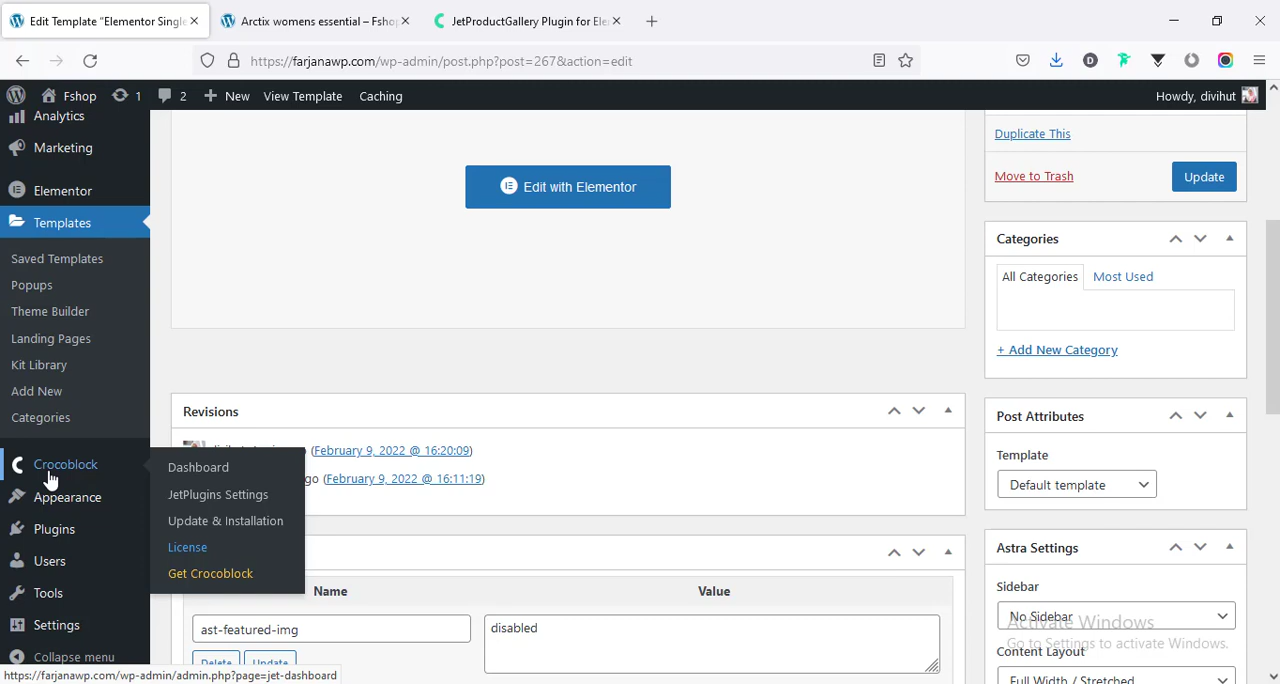 Edit Template "Elementor Single
Arctix womens essential – Fshop
JetProductGallery Plugin for Ele
https://farjanawp.com/wp-admin/post.php?post=267&action=edit
Fshop
1
2
New
View Template
Caching
Howdy, divihut
Analytics
Marketing
Elementor
Templates
Saved Templates
Popups
Theme Builder
Landing Pages
Kit Library
Add New
Categories
Crocoblock
Appearance
Plugins
Users
Tools
Settings
Collapse menu
Dashboard
JetPlugins Settings
Update & Installation
License
Get Crocoblock
Edit with Elementor
Revisions
(February 9, 2022 @ 16:20:09)
go (February 9, 2022 @ 16:11:19)
Name
Value
ast-featured-img
disabled
Delete
Update
Duplicate This
Move to Trash
Update
Categories
All Categories
Most Used
+ Add New Category
Post Attributes
Template
Default template
Astra Settings
Sidebar
No Sidebar
Content Layout
Full Width / Stretched
Activate Windows
Go to Settings to activate Windows.
https://farjanawp.com/wp-admin/admin.php?page=jet-dashboard